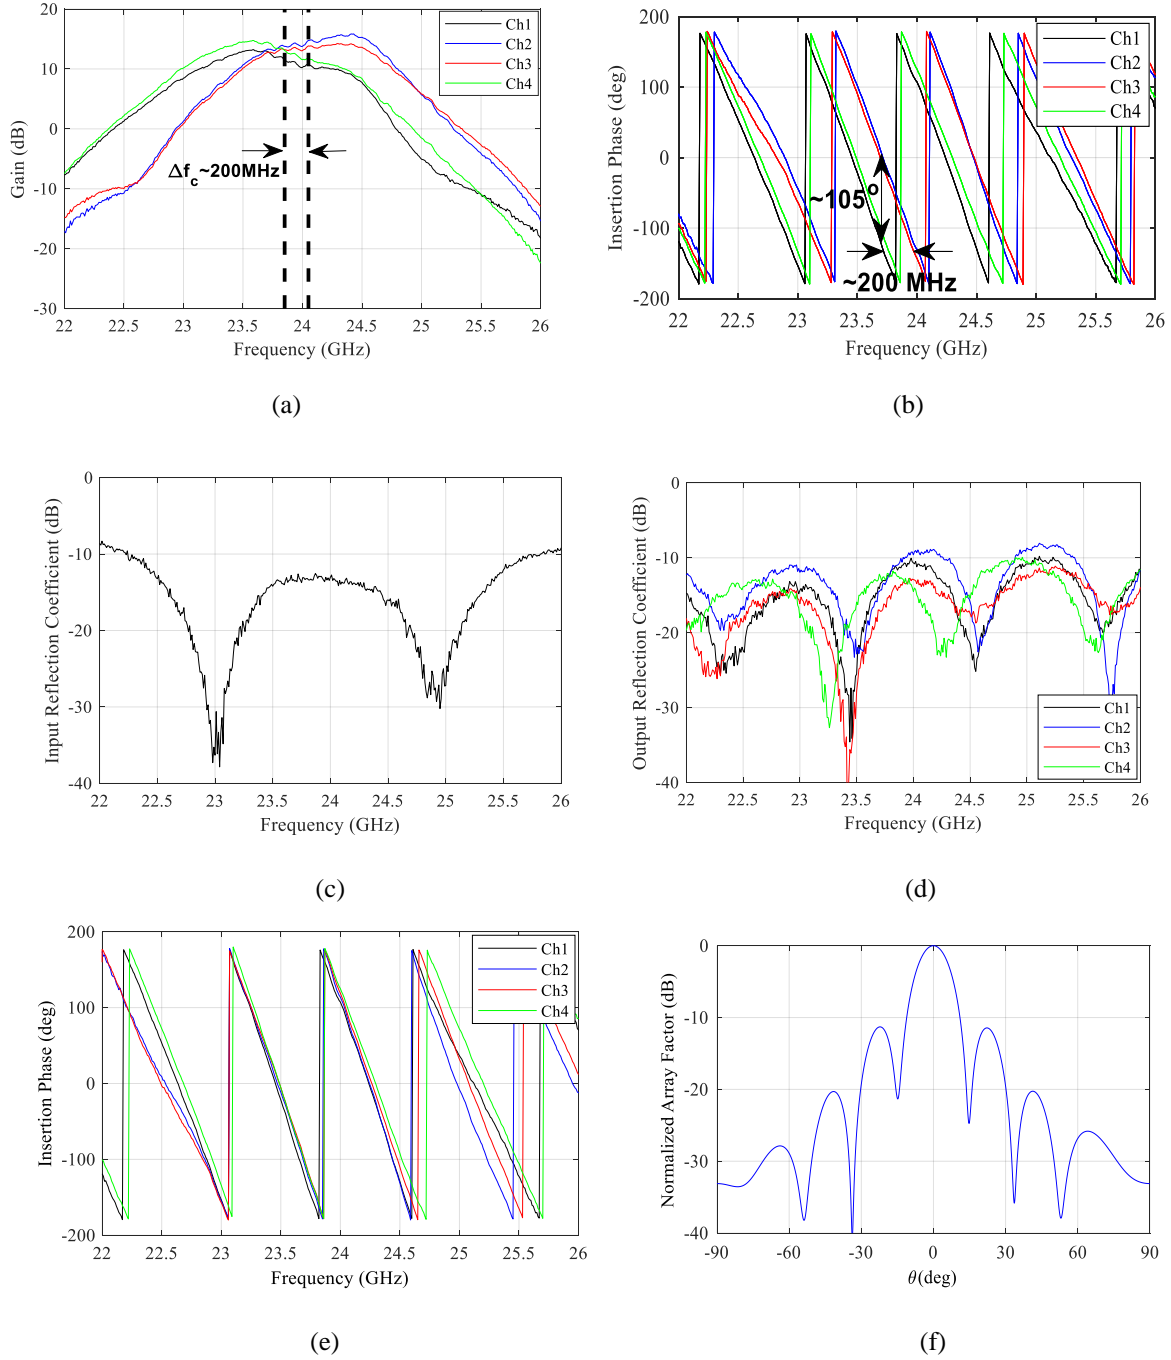 20
10
0
-10
-20
-30
Gain (dB)
22
22.5
23
23.5
24
24.5
25
25.5
26
Frequency (GHz)
Ch1
Ch2
Ch3
Ch4
Δfc~200MHz
(a)
200
100
0
-100
-200
Insertion Phase (deg)
22
22.5
23
23.5
24
24.5
25
25.5
26
Frequency (GHz)
Ch1
Ch2
Ch3
Ch4
~105o
~200 MHz
(b)
0
-10
-20
-30
-40
Input Reflection Coefficient (dB)
22
22.5
23
23.5
24
24.5
25
25.5
26
Frequency (GHz)
(c)
0
-10
-20
-30
-40
Output Reflection Coefficient (dB)
22
22.5
23
23.5
24
24.5
25
25.5
26
Frequency (GHz)
Ch1
Ch2
Ch3
Ch4
(d)
200
100
0
-100
-200
Insertion Phase (deg)
22
22.5
23
23.5
24
24.5
25
25.5
26
Frequency (GHz)
Ch1
Ch2
Ch3
Ch4
(e)
0
-10
-20
-30
-40
Normalized Array Factor (dB)
-90
-60
-30
0
30
60
90
θ(deg)
(f)